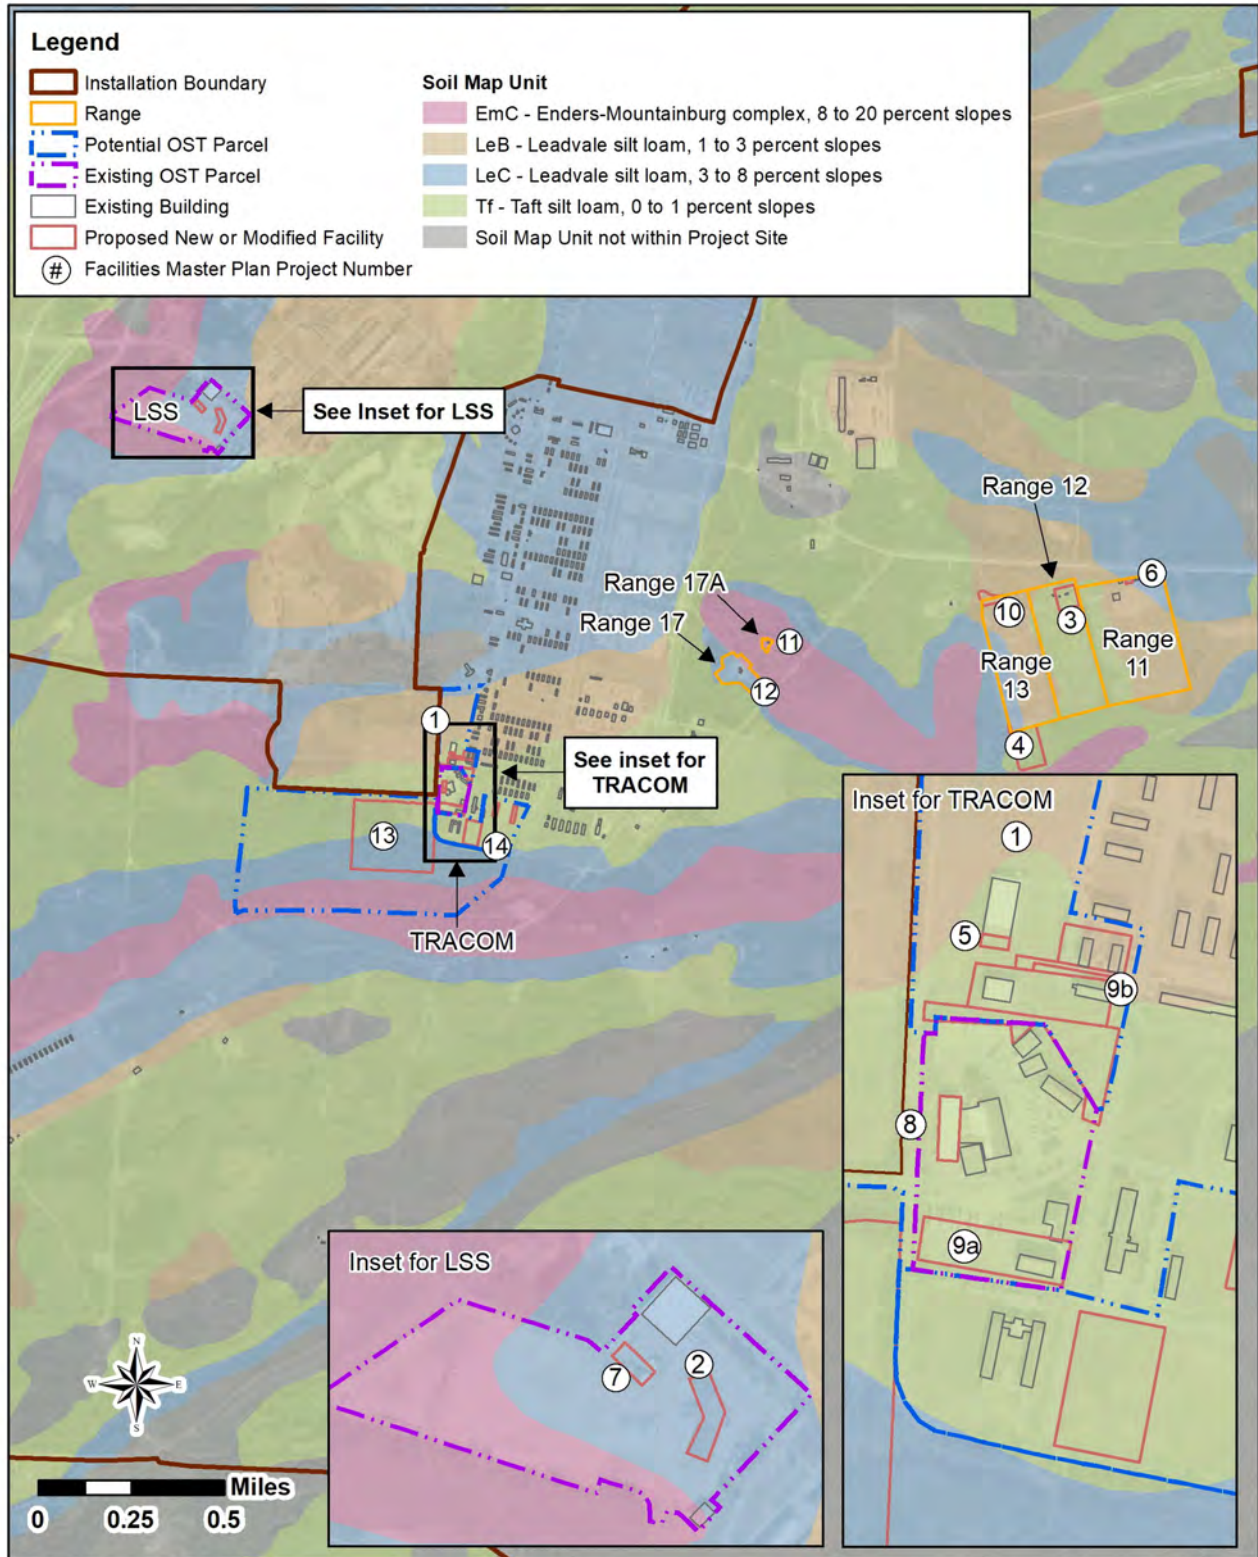 Legend
Installation Boundary
Range
Potential OST Parcel
Existing OST Parcel
Existing Building
Proposed New or Modified Facility
# Facilities Master Plan Project Number
Soil Map Unit
EmC - Enders-Mountainburg complex, 8 to 20 percent slopes
LeB - Leadvale silt loam, 1 to 3 percent slopes
LeC - Leadvale silt loam, 3 to 8 percent slopes
Tf - Taft silt loam, 0 to 1 percent slopes
Soil Map Unit not within Project Site
LSS
See Inset for LSS
Range 12
Range 17A
Range 17
11
12
10
3
6
Range
13
Range
11
4
1
See inset for
TRACOM
13
14
TRACOM
Inset for TRACOM
1
5
9b
8
9a
Inset for LSS
7
2
N
W
E
S
Miles
0
0.25
0.5